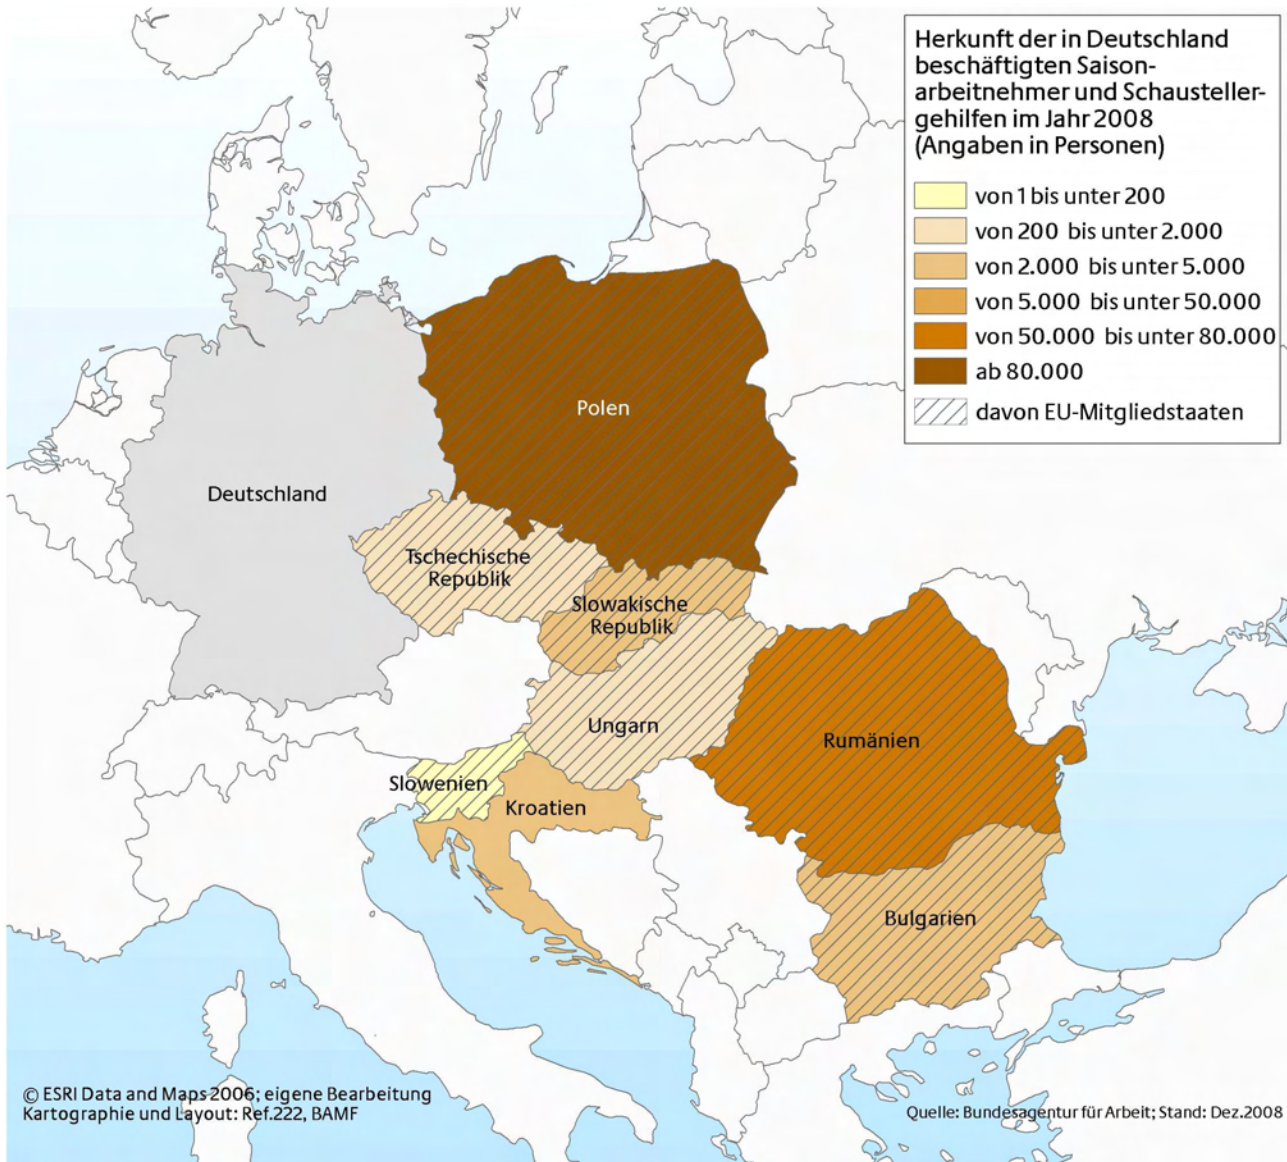 Herkunft der in Deutschland
beschäftigten Saison-
arbeitnehmer und Schausteller-
gehilfen im Jahr 2008
(Angaben in Personen)
von 1 bis unter 200
von 200 bis unter 2.000
von 2.000 bis unter 5.000
von 5.000 bis unter 50.000
von 50.000 bis unter 80.000
ab 80.000
davon EU-Mitgliedstaaten
Polen
Deutschland
Tschechische
Republik
Slowakische
Republik
Ungarn
Rumänien
Slowenien
Kroatien
Bulgarien
© ESRI Data and Maps 2006; eigene Bearbeitung
Kartographie und Layout: Ref.222, BAMF
Quelle: Bundesagentur für Arbeit; Stand: Dez.2008